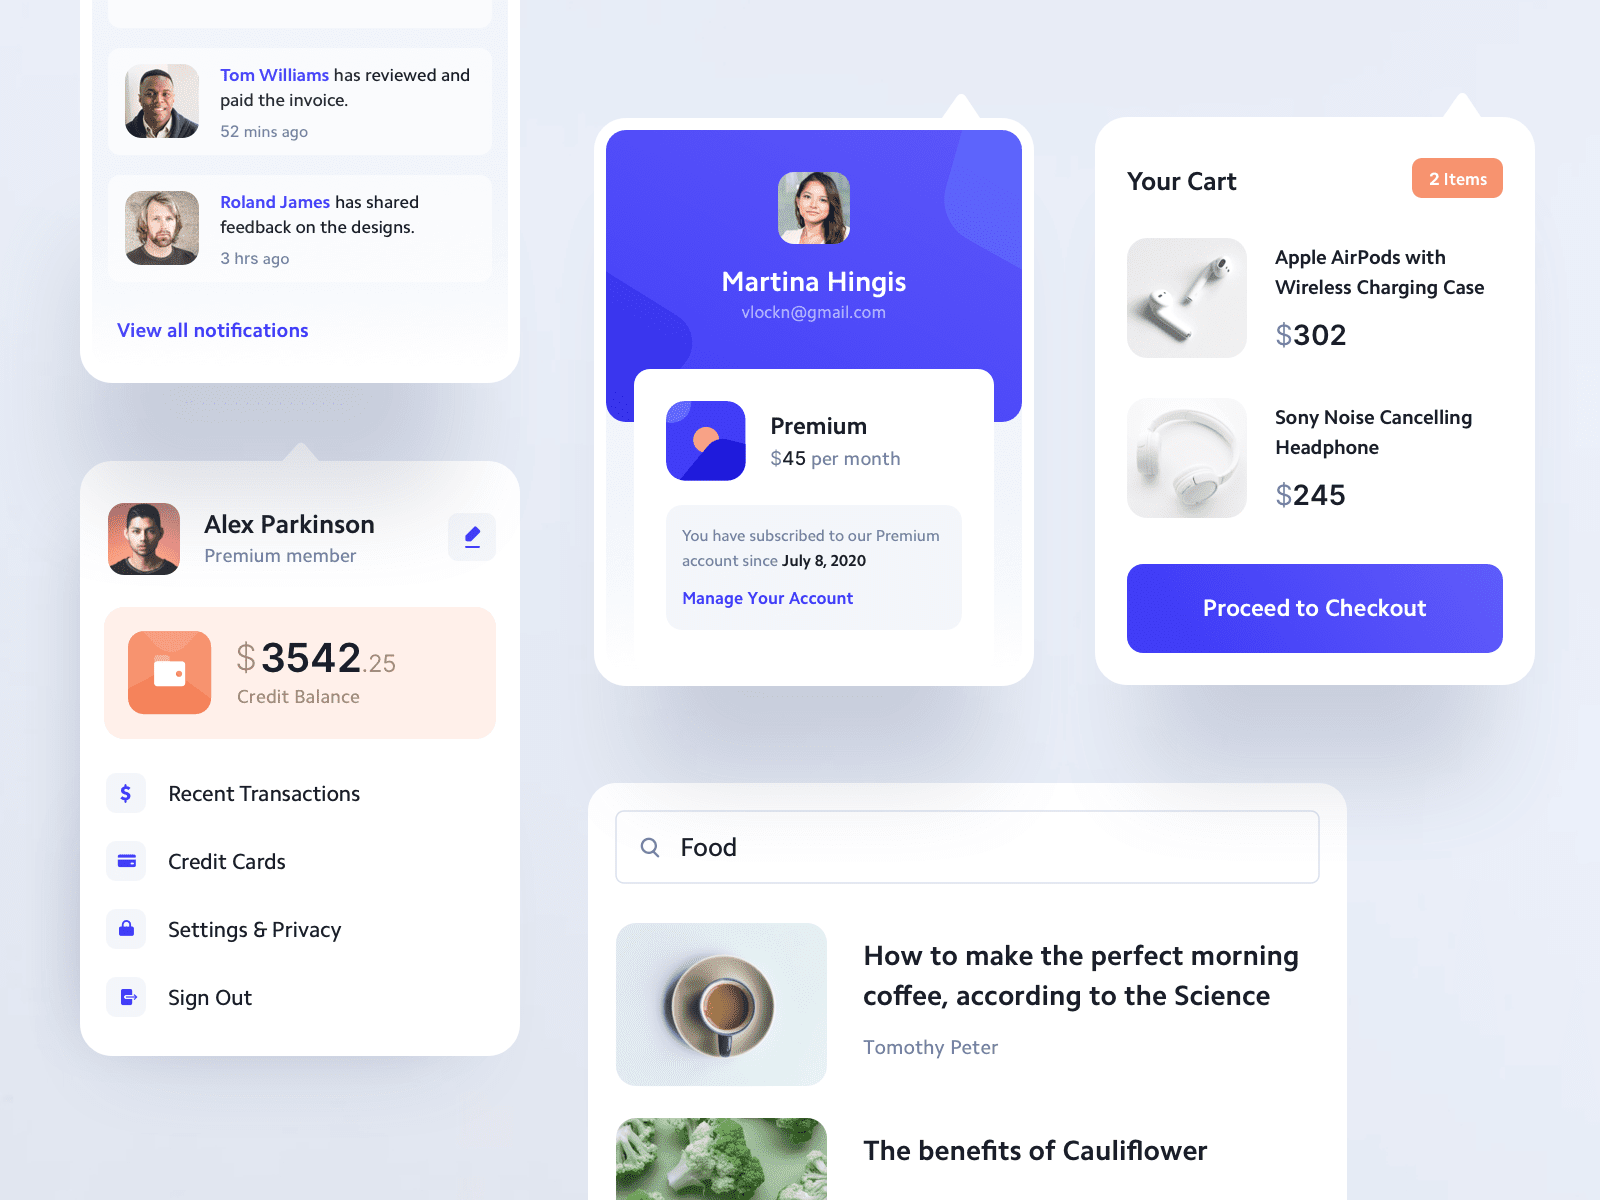 Tom Williams has reviewed and
paid the invoice.
52 mins ago
Roland James has shared
feedback on the designs.
3 hrs ago
View all notifications
Alex Parkinson
Premium member
$3542.25
Credit Balance
$
Recent Transactions
Credit Cards
Settings & Privacy
Sign Out
Martina Hingis
vlockn@gmail.com
Premium
$45 per month
You have subscribed to our Premium
account since July 8, 2020
Manage Your Account
Your Cart
2 Items
Apple AirPods with
Wireless Charging Case
$302
Sony Noise Cancelling
Headphone
$245
Proceed to Checkout
Food
How to make the perfect morning
coffee, according to the Science
Tomothy Peter
The benefits of Cauliflower